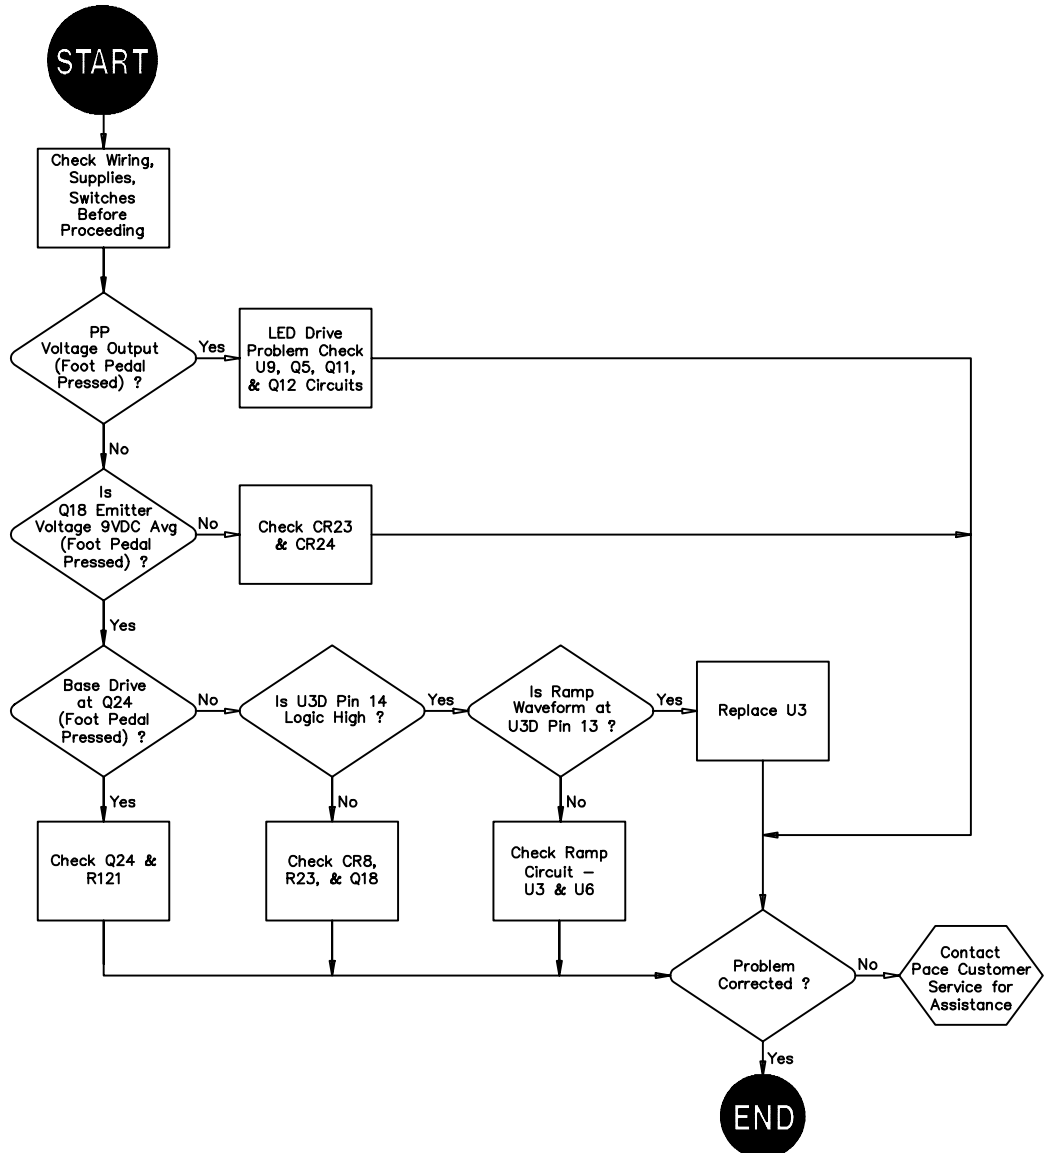 START
Check Wiring,
Supplies,
Switches
Before
Proceeding
PP
Voltage Output
(Foot Pedal
Pressed) ?
Yes
LED Drive
Problem Check
U9, Q5, Q11,
& Q12 Circuits
No
Is
Q18 Emitter
Voltage 9VDC Avg
(Foot Pedal
Pressed) ?
No
Check CR23
& CR24
Yes
Base Drive
at Q24
(Foot Pedal
Pressed) ?
No
Is U3D Pin 14
Logic High ?
Yes
Is Ramp
Waveform at
U3D Pin 13 ?
Yes
Replace U3
Yes
No
No
Check Q24 &
R121
Check CR8,
R23, & Q18
Check Ramp
Circuit –
U3 & U6
Problem
Corrected ?
No
Contact
Pace Customer
Service for
Assistance
Yes
END